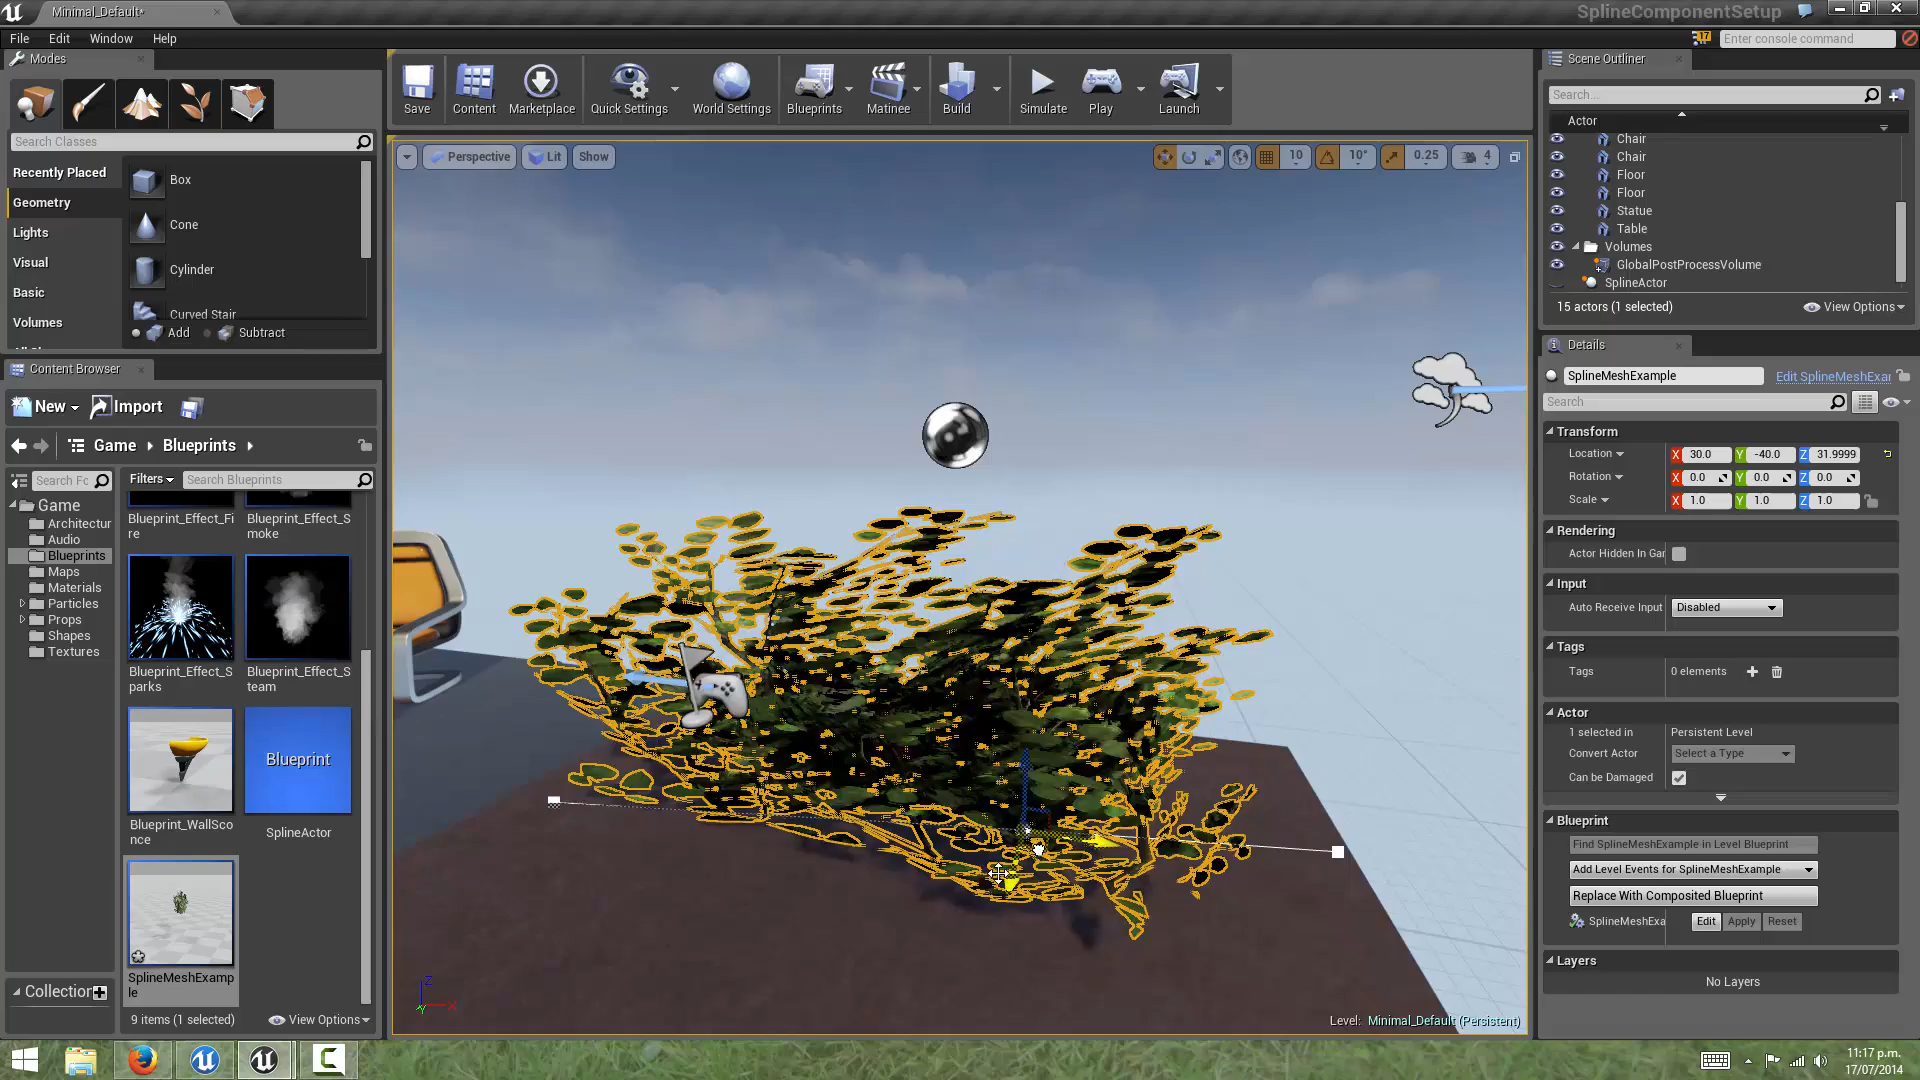 Minimal_Default*
SplineComponentSetup
File Edit Window Help
17
Enter console command
Modes
Search Classes
Recently Placed
Geometry
Lights
Visual
Basic
Volumes
Box
Cone
Cylinder
Curved Stair
Add Subtract
Save
Content
Marketplace
Quick Settings
World Settings
Blueprints
Matinee
Build
Simulate
Play
Launch
Perspective
Lit
Show
10
10°
0.25
4
Content Browser
New
Import
Game
Blueprints
Search Fo
Filters
Search Blueprints
Game
Architectur
Audio
Blueprints
Maps
Materials
Particles
Props
Shapes
Textures
Blueprint_Effect_Fi
re
Blueprint_Effect_S
moke
Blueprint_Effect_S
parks
Blueprint_Effect_S
team
Blueprint_WallSco
nce
Blueprint
SplineActor
SplineMeshExamp
le
Collection
9 items (1 selected)
View Options
Z
X
Y
Level: Minimal_Default (Persistent)
Scene Outliner
Search...
Actor
Chair
Chair
Floor
Floor
Statue
Table
Volumes
GlobalPostProcessVolume
SplineActor
15 actors (1 selected)
View Options
Details
SplineMeshExample
Edit SplineMeshExa
Search
Transform
Location X 30.0 Y -40.0 Z 31.9999
Rotation X 0.0 Y 0.0 Z 0.0
Scale X 1.0 Y 1.0 Z 1.0
Rendering
Actor Hidden In Gar
Input
Auto Receive Input Disabled
Tags
Tags 0 elements
Actor
1 selected in Persistent Level
Convert Actor Select a Type
Can be Damaged
Blueprint
Find SplineMeshExample in Level Blueprint
Add Level Events for SplineMeshExample
Replace With Composited Blueprint
SplineMeshExa Edit Apply Reset
Layers
No Layers
11:17 p.m.
17/07/2014